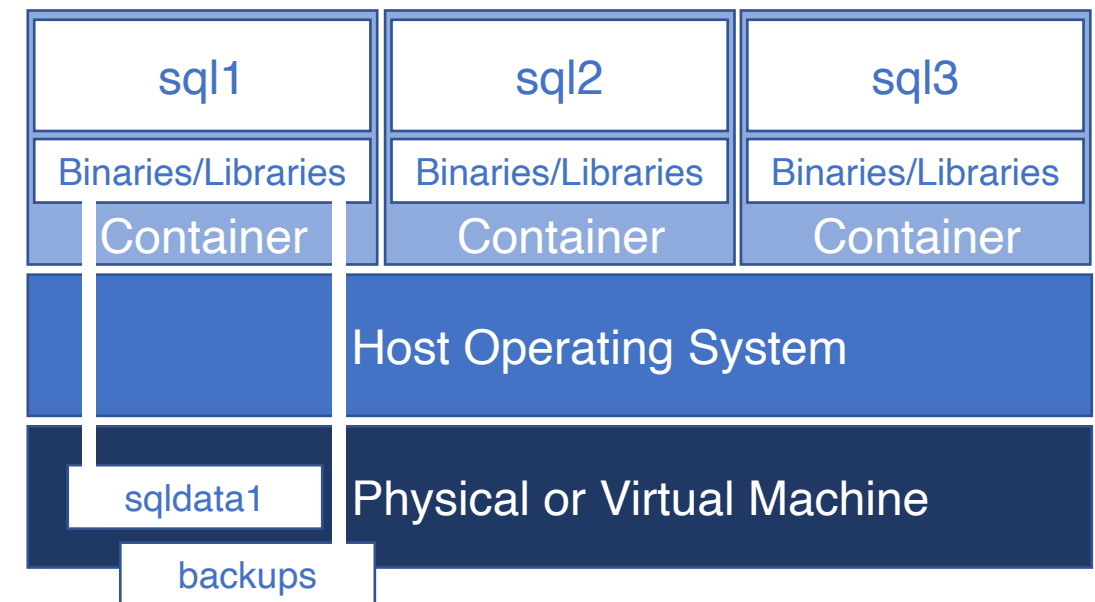 sql1
sql2
sql3
Binaries/Libraries
Binaries/Libraries
Binaries/Libraries
Container
Container
Container
Host Operating System
sqldata1
Physical or Virtual Machine
backups